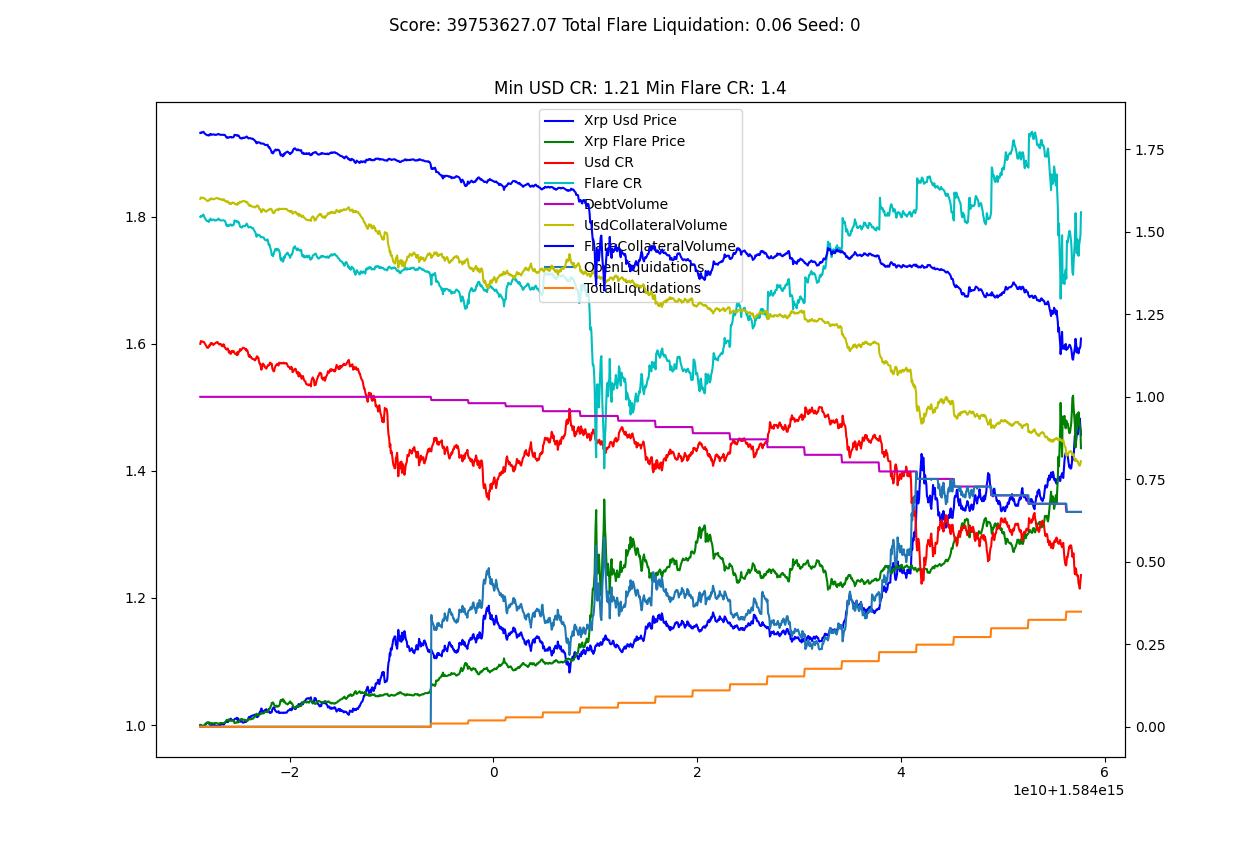 Score: 39753627.07 Total Flare Liquidation: 0.06 Seed: 0
Min USD CR: 1.21 Min Flare CR: 1.4
Xrp Usd Price
Xrp Flare Price
Usd CR
Flare CR
DebtVolume
UsdCollateralVolume
FlareCollateralVolume
OpenLiquidations
TotalLiquidations
1.8
1.6
1.4
1.2
1.0
1.75
1.50
1.25
1.00
0.75
0.50
0.25
0.00
−2
0
2
4
6
1e10+1.584e15